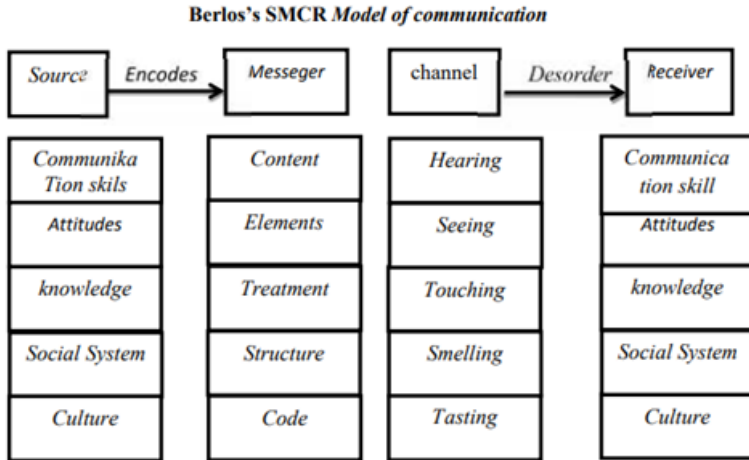 Berlos's SMCR Model of communication
Source Encodes Messeger channel Desorder Receiver
Communika Content Hearing Communica
Tion skils tion skill
Attitudes Elements Seeing Attitudes
knowledge Treatment Touching knowledge
Social System Structure Smelling Social System
Culture Code Tasting Culture